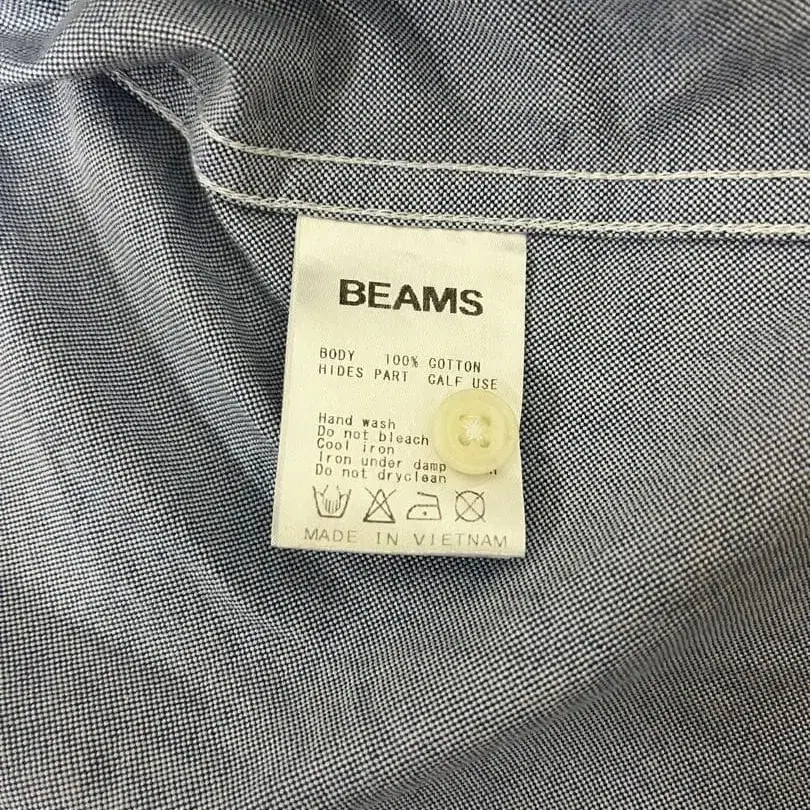 BEAMS
BODY 100% COTTON
HIDES PART CALF USE
Hand wash
Do not bleach
Cool iron
Iron under damp
Do not dryclean
MADE IN VIETNAM